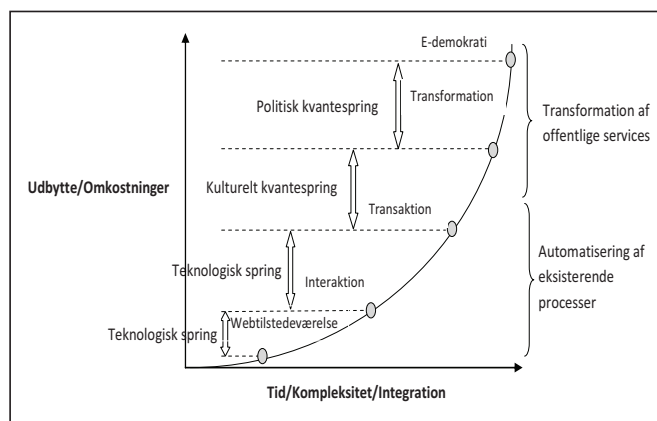 E-demokrati
Politisk kvantespring
Transformation
Transformation af
offentlige services
Udbytte/Omkostninger
Kulturelt kvantespring
Transaktion
Teknologisk spring
Interaktion
Automatisering af
eksisterende
processer
Webtilstedeværelse
Teknologisk spring
Tid/Kompleksitet/Integration